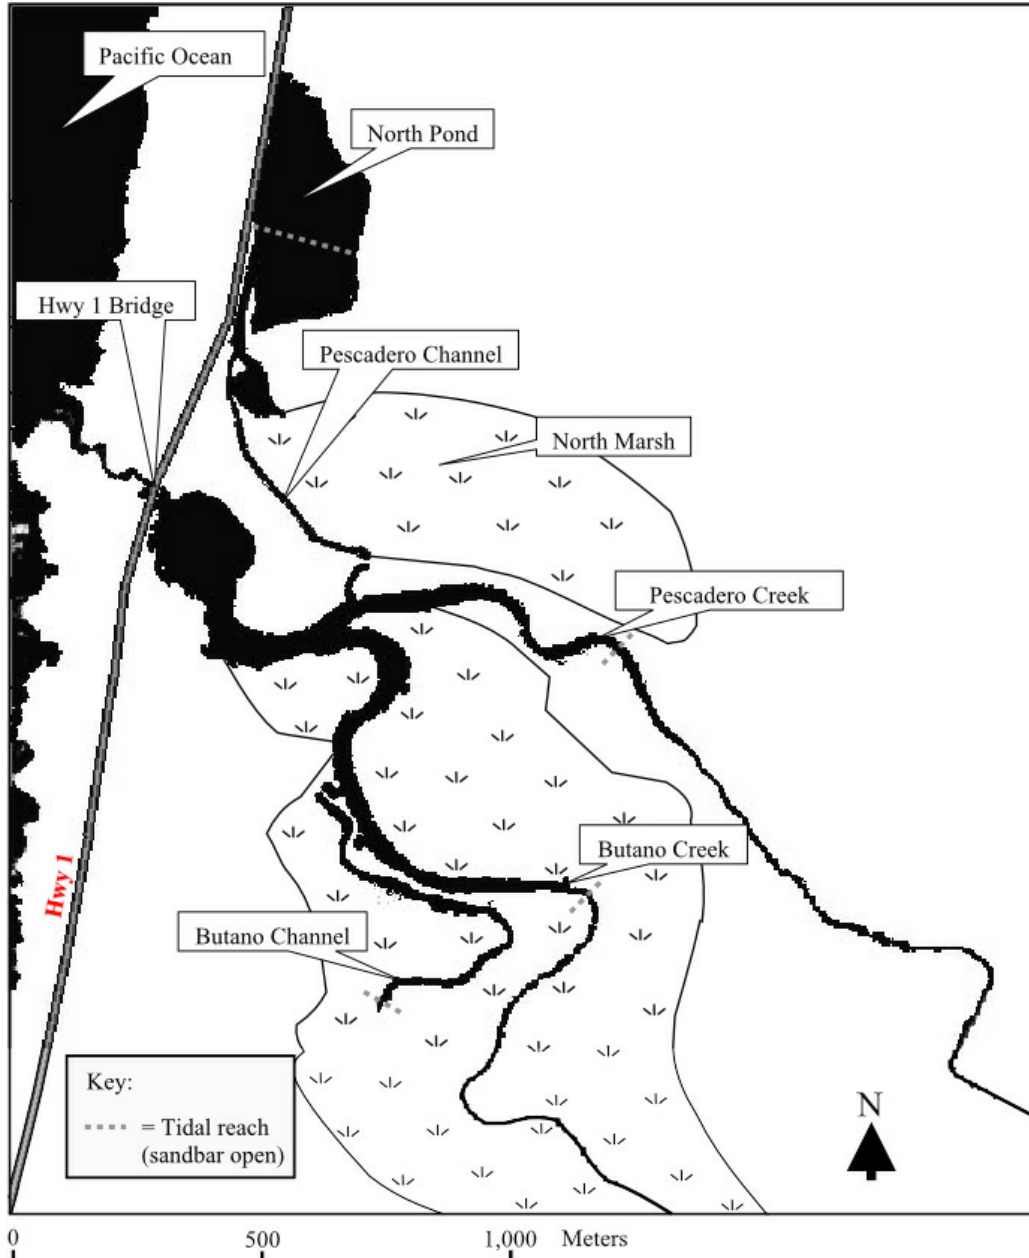 Pacific Ocean
North Pond
Hwy 1 Bridge
Pescadero Channel
North Marsh
Pescadero Creek
Butano Creek
Hwy 1
Butano Channel
Key:
= Tidal reach
(sandbar open)
N
0 500 1,000 Meters